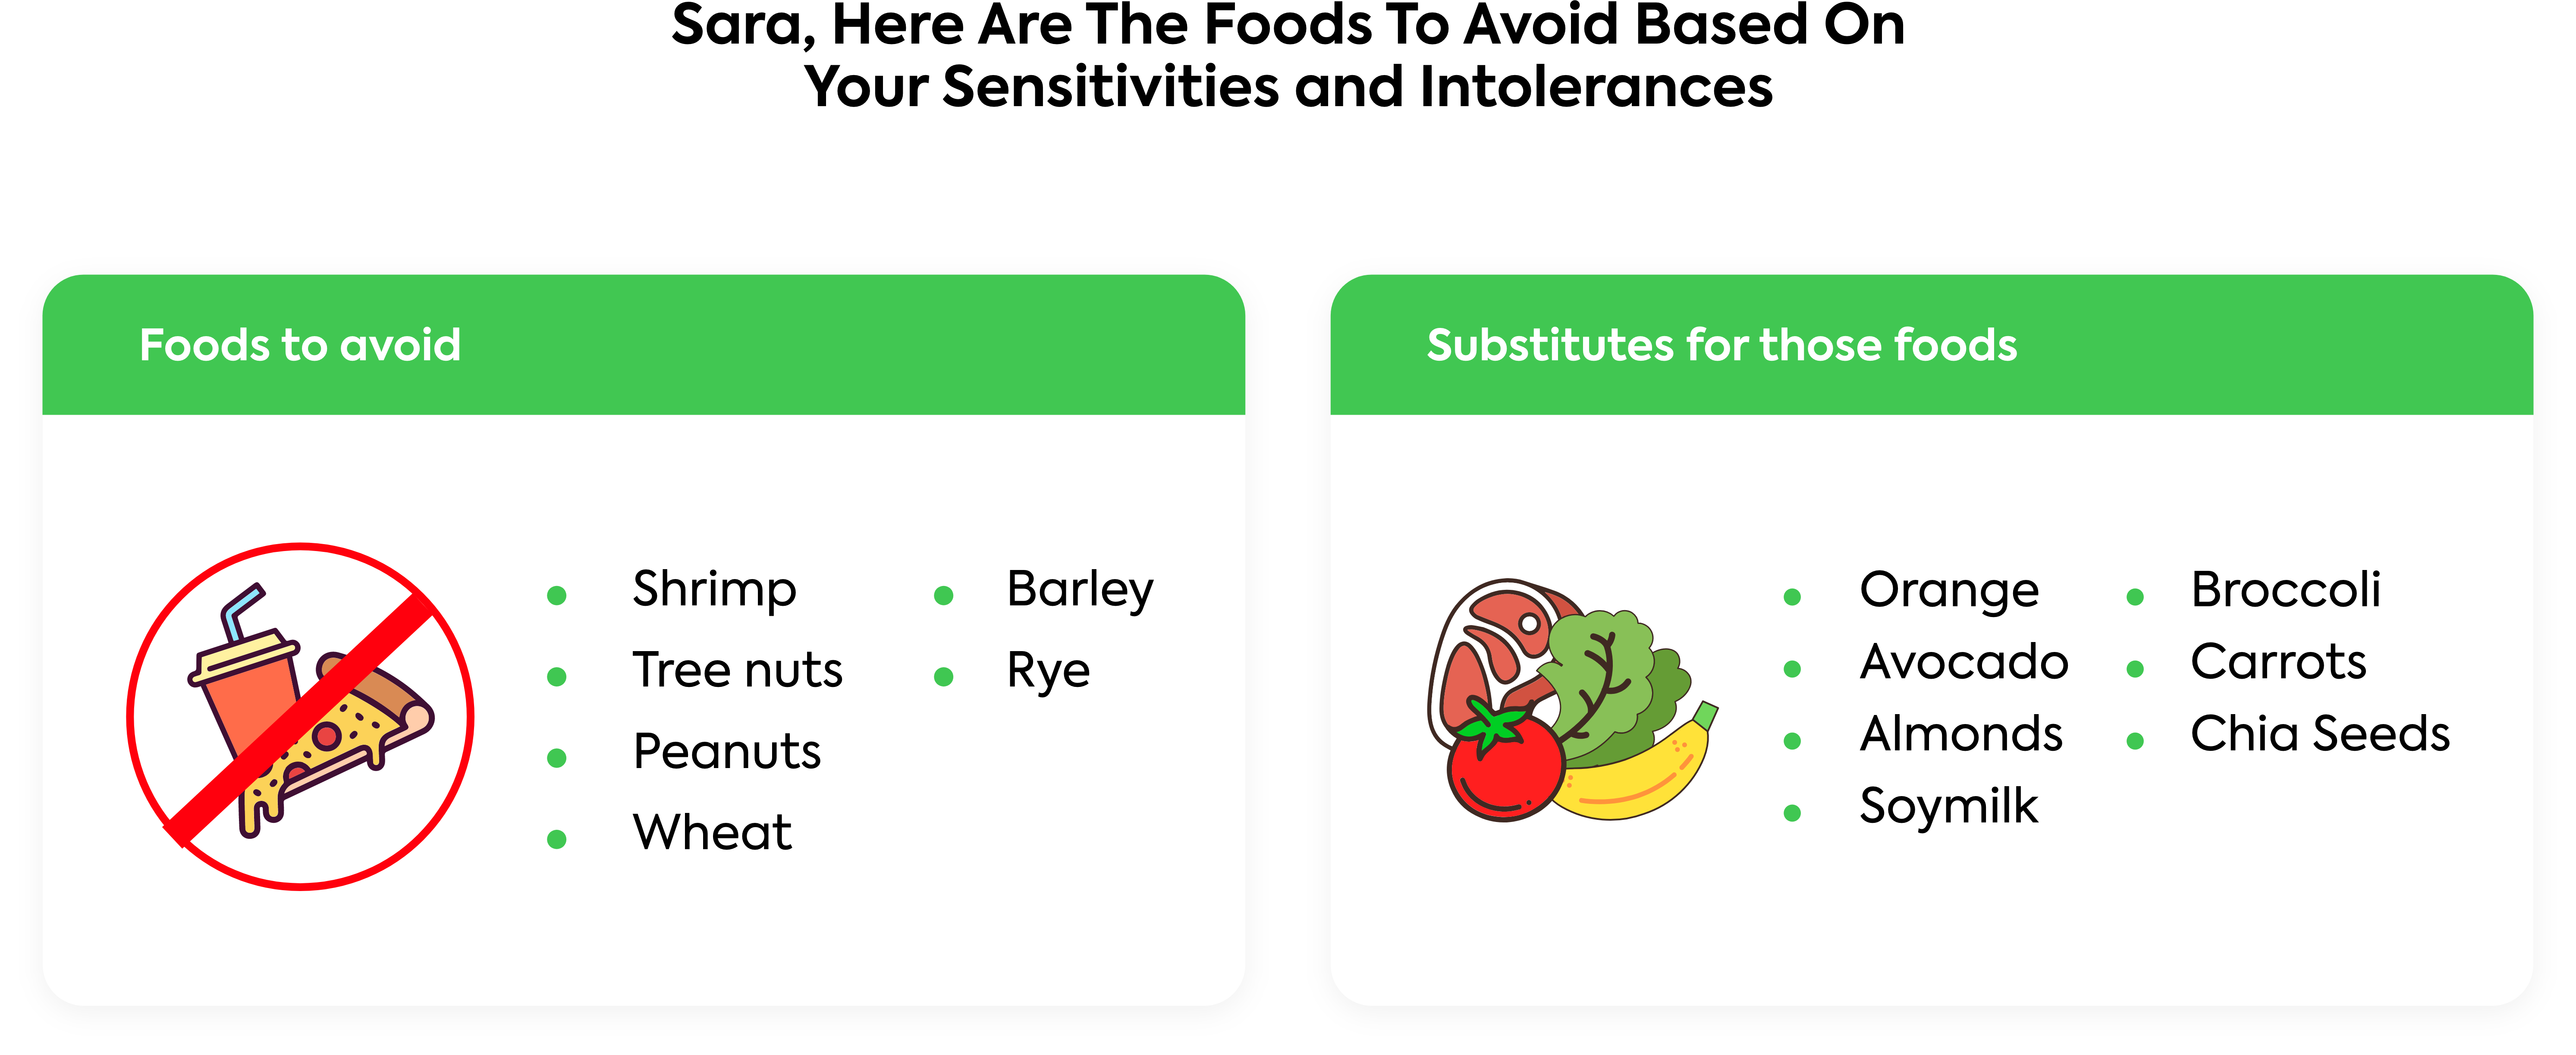 Sara, Here Are The Foods To Avoid Based On
Your Sensitivities and Intolerances
Foods to avoid
Shrimp
Tree nuts
Peanuts
Wheat
Barley
Rye
Substitutes for those foods
Orange
Avocado
Almonds
Soymilk
Broccoli
Carrots
Chia Seeds